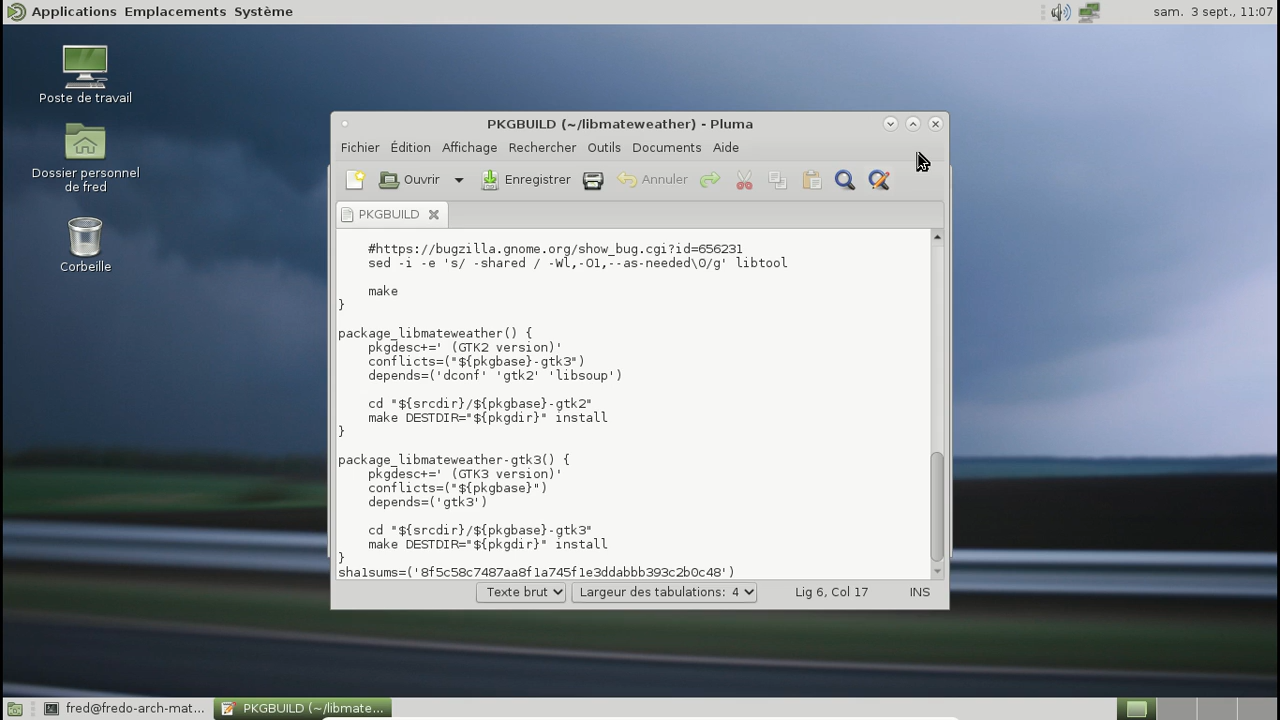 Applications Emplacements Système
sam. 3 sept., 11:07
Poste de travail
Dossier personnel
de fred
Corbeille
PKGBUILD (~/libmateweather) - Pluma
Fichier Édition Affichage Rechercher Outils Documents Aide
Ouvrir Enregistrer Annuler
PKGBUILD
#https://bugzilla.gnome.org/show_bug.cgi?id=656231
sed -i -e 's/ -shared / -Wl,-O1,--as-needed\0/g' libtool
make
}
package_libmateweather() {
pkgdesc+=' (GTK2 version)'
conflicts=("${pkgbase}-gtk3")
depends=('dconf' 'gtk2' 'libsoup')
cd "${srcdir}/${pkgbase}-gtk2"
make DESTDIR="${pkgdir}" install
}
package_libmateweather-gtk3() {
pkgdesc+=' (GTK3 version)'
conflicts=("${pkgbase}")
depends=('gtk3')
cd "${srcdir}/${pkgbase}-gtk3"
make DESTDIR="${pkgdir}" install
}
sha1sums=('8f5c58c7487aa8f1a745f1e3ddabbb393c2b0c48')
Texte brut Largeur des tabulations: 4 Lig 6, Col 17 INS
fred@fredo-arch-mat... PKGBUILD (~/libmate...